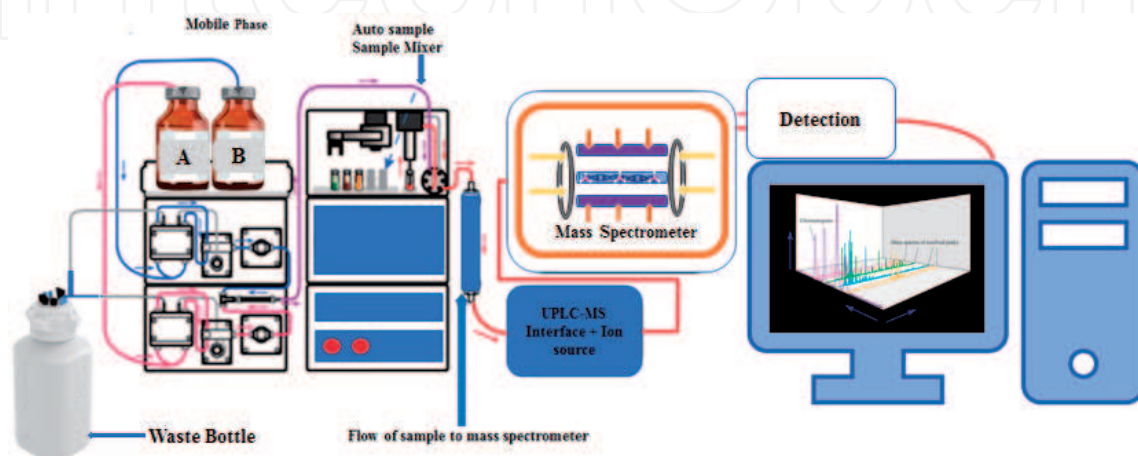 Mobile Phase
Auto sample
Sample Mixer
A
B
Mass Spectrometer
Detection
UPLC-MS
Interface + Ion
source
Waste Bottle
Flow of sample to mass spectrometer